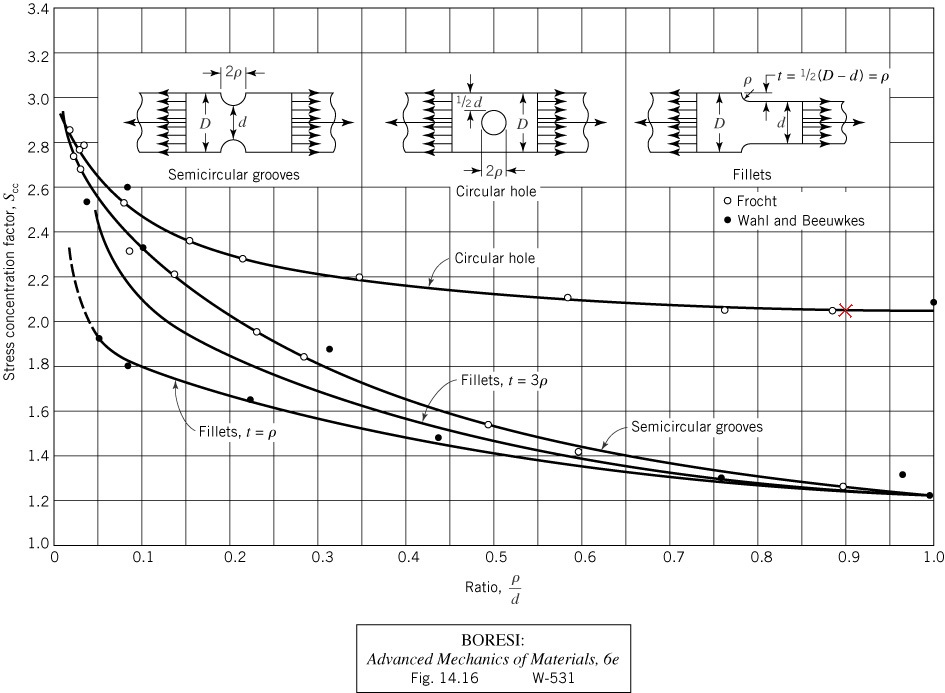 3.4
3.2
3.0
2.8
2.6
2.4
2.2
2.0
1.8
1.6
1.4
1.2
1.0
Stress concentration factor, Scc
2ρ
D
d
Semicircular grooves
1/2 d
D
2ρ
Circular hole
ρ
t = 1/2(D – d) = ρ
D
d
Fillets
Frocht
Wahl and Beeuwkes
Circular hole
Fillets, t = 3ρ
Fillets, t = ρ
Semicircular grooves
0 0.1 0.2 0.3 0.4 0.5 0.6 0.7 0.8 0.9 1.0
Ratio, ρ/d
BORESI:
Advanced Mechanics of Materials, 6e
Fig. 14.16 W-531